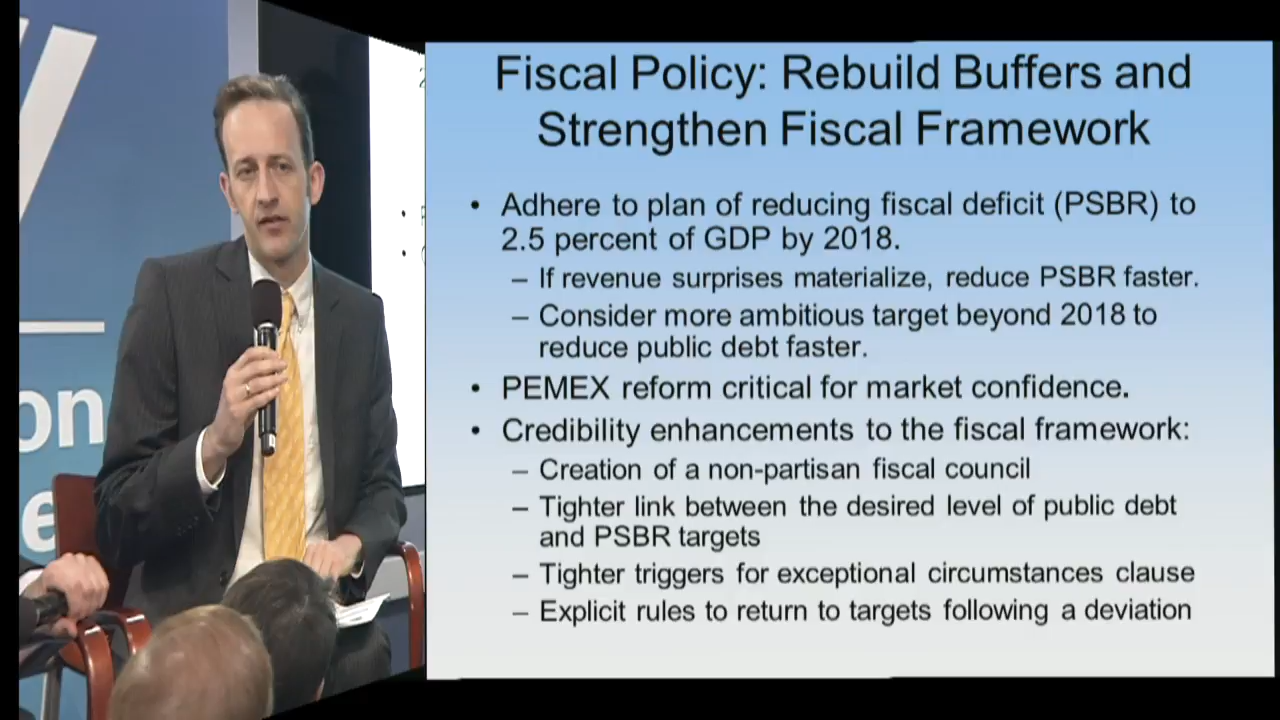 Fiscal Policy: Rebuild Buffers and
Strengthen Fiscal Framework
• Adhere to plan of reducing fiscal deficit (PSBR) to
2.5 percent of GDP by 2018.
– If revenue surprises materialize, reduce PSBR faster.
– Consider more ambitious target beyond 2018 to
reduce public debt faster.
• PEMEX reform critical for market confidence.
• Credibility enhancements to the fiscal framework:
– Creation of a non-partisan fiscal council
– Tighter link between the desired level of public debt
and PSBR targets
– Tighter triggers for exceptional circumstances clause
– Explicit rules to return to targets following a deviation
on
e